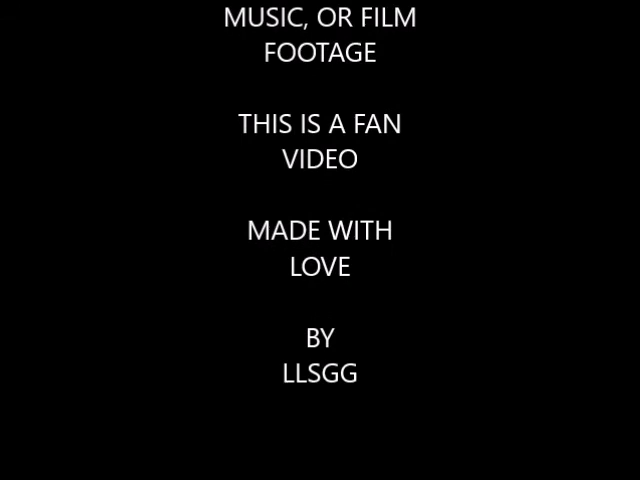 MUSIC, OR FILM
FOOTAGE
THIS IS A FAN
VIDEO
MADE WITH
LOVE
BY
LLSGG